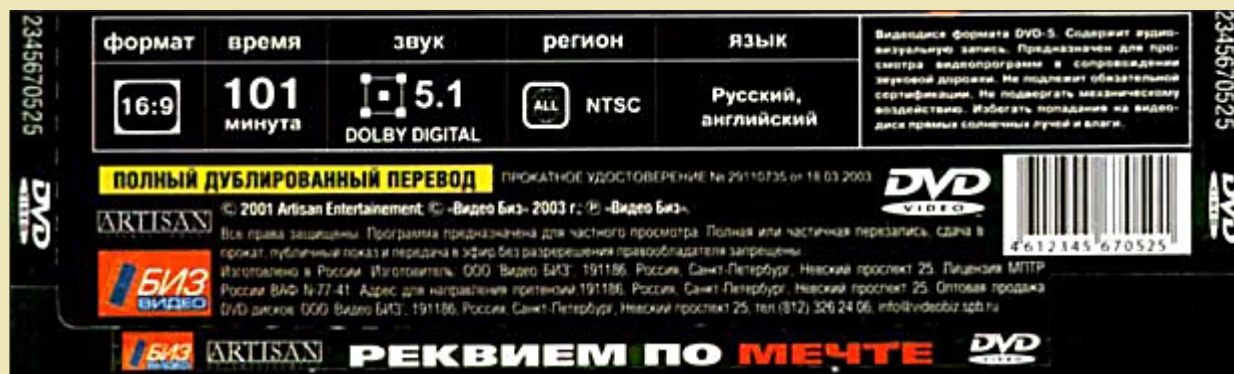 формат время звук регион язык
16:9 101 минута 5.1 DOLBY DIGITAL ALL NTSC Русский, английский
Видеодиск формата DVD-5. Содержит аудио-
визуальную запись. Предназначен для про-
смотра видеопрограмм в сопровождении
звуковой дорожки. Не подлежит обязательной
сертификации. Не подвергать механическому
воздействию. Избегать попадания на видео-
диск прямых солнечных лучей и влаги.
ПОЛНЫЙ ДУБЛИРОВАННЫЙ ПЕРЕВОД
ПРОКАТНОЕ УДОСТОВЕРЕНИЕ № 29110735 от 18.03.2003
DVD
VIDEO
ARTISAN
© 2001 Artisan Entertainement, © «Видео Биз» 2003 г.; ℗ «Видео Биз».
Все права защищены. Программа предназначена для частного просмотра. Полная или частичная перезапись, сдача в
прокат, публичный показ и передача в эфир без разрешения правообладателя запрещены.
Изготовлено в России. Изготовитель: ООО "Видео БИЗ", 191186, Россия, Санкт-Петербург, Невский проспект 25. Лицензия МПТР
России ВАФ №77-41. Адрес для направления претензий 191186, Россия, Санкт-Петербург, Невский проспект 25. Оптовая продажа
DVD дисков: ООО "Видео БИЗ", 191186, Россия, Санкт-Петербург, Невский проспект 25, тел (812) 326 24 06, info@videobiz.spb.ru
БИЗ
ВИДЕО
4612345 670525
2345670525
DVD
2345670525
DVD
БИЗ
ВИДЕО
ARTISAN
РЕКВИЕМ ПО МЕЧТЕ
DVD
VIDEO